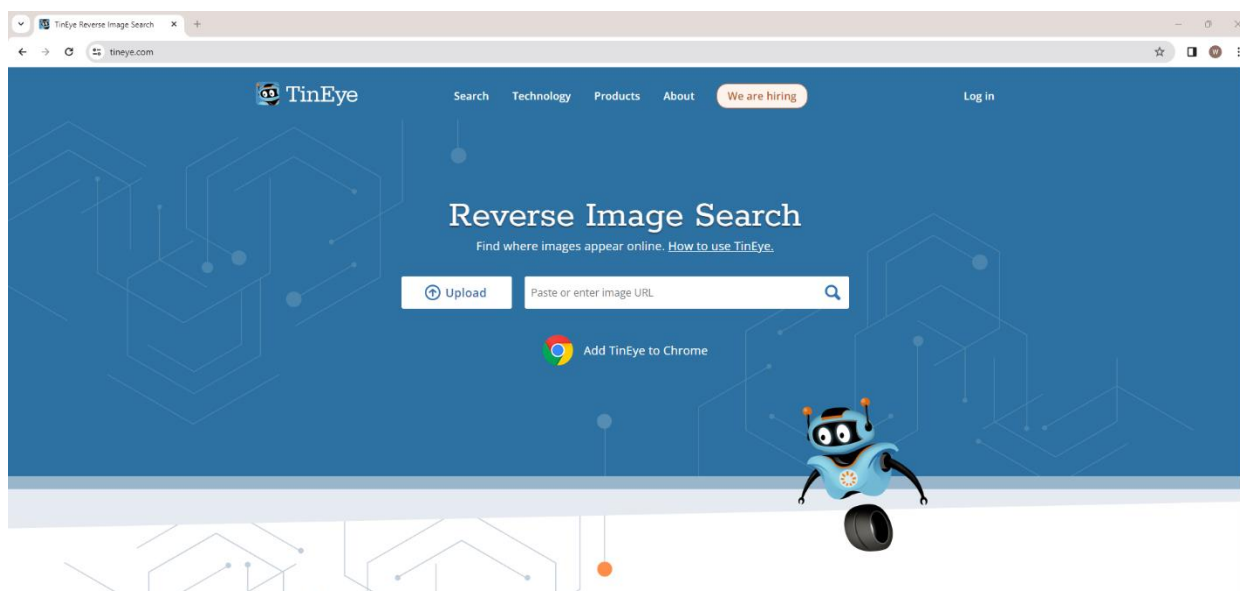 TinEye Reverse Image Search
tineye.com
W
TinEye
Search Technology Products About We are hiring Log in
Reverse Image Search
Find where images appear online. How to use TinEye.
Upload Paste or enter image URL
Add TinEye to Chrome